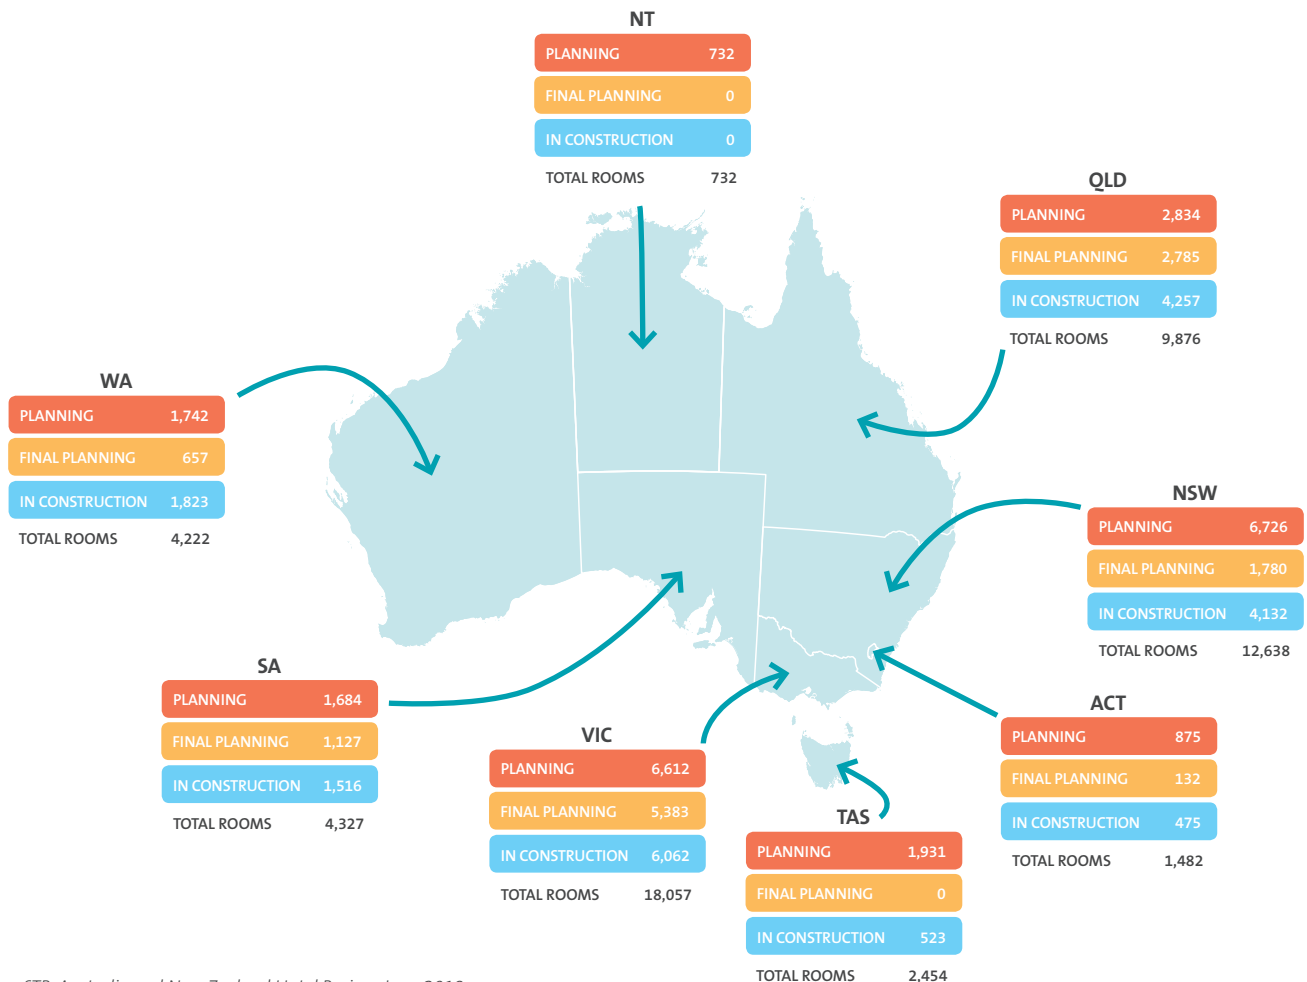 NT
PLANNING 732
FINAL PLANNING 0
IN CONSTRUCTION 0
TOTAL ROOMS 732
QLD
PLANNING 2,834
FINAL PLANNING 2,785
IN CONSTRUCTION 4,257
TOTAL ROOMS 9,876
WA
PLANNING 1,742
FINAL PLANNING 657
IN CONSTRUCTION 1,823
TOTAL ROOMS 4,222
NSW
PLANNING 6,726
FINAL PLANNING 1,780
IN CONSTRUCTION 4,132
TOTAL ROOMS 12,638
SA
PLANNING 1,684
FINAL PLANNING 1,127
IN CONSTRUCTION 1,516
TOTAL ROOMS 4,327
VIC
PLANNING 6,612
FINAL PLANNING 5,383
IN CONSTRUCTION 6,062
TOTAL ROOMS 18,057
ACT
PLANNING 875
FINAL PLANNING 132
IN CONSTRUCTION 475
TOTAL ROOMS 1,482
TAS
PLANNING 1,931
FINAL PLANNING 0
IN CONSTRUCTION 523
TOTAL ROOMS 2,454